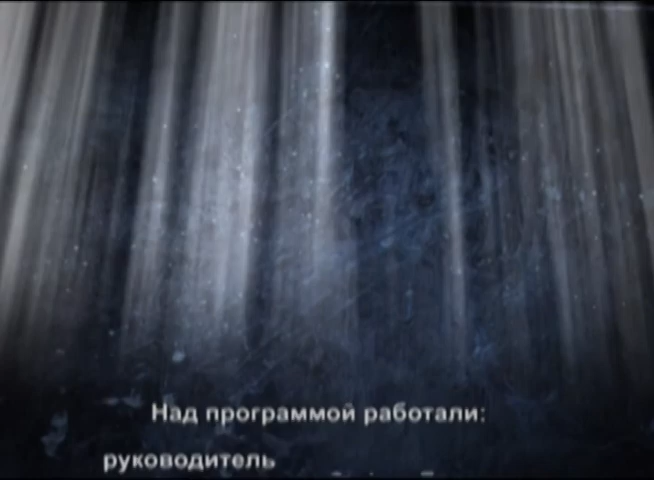 Над программой работали:
руководитель